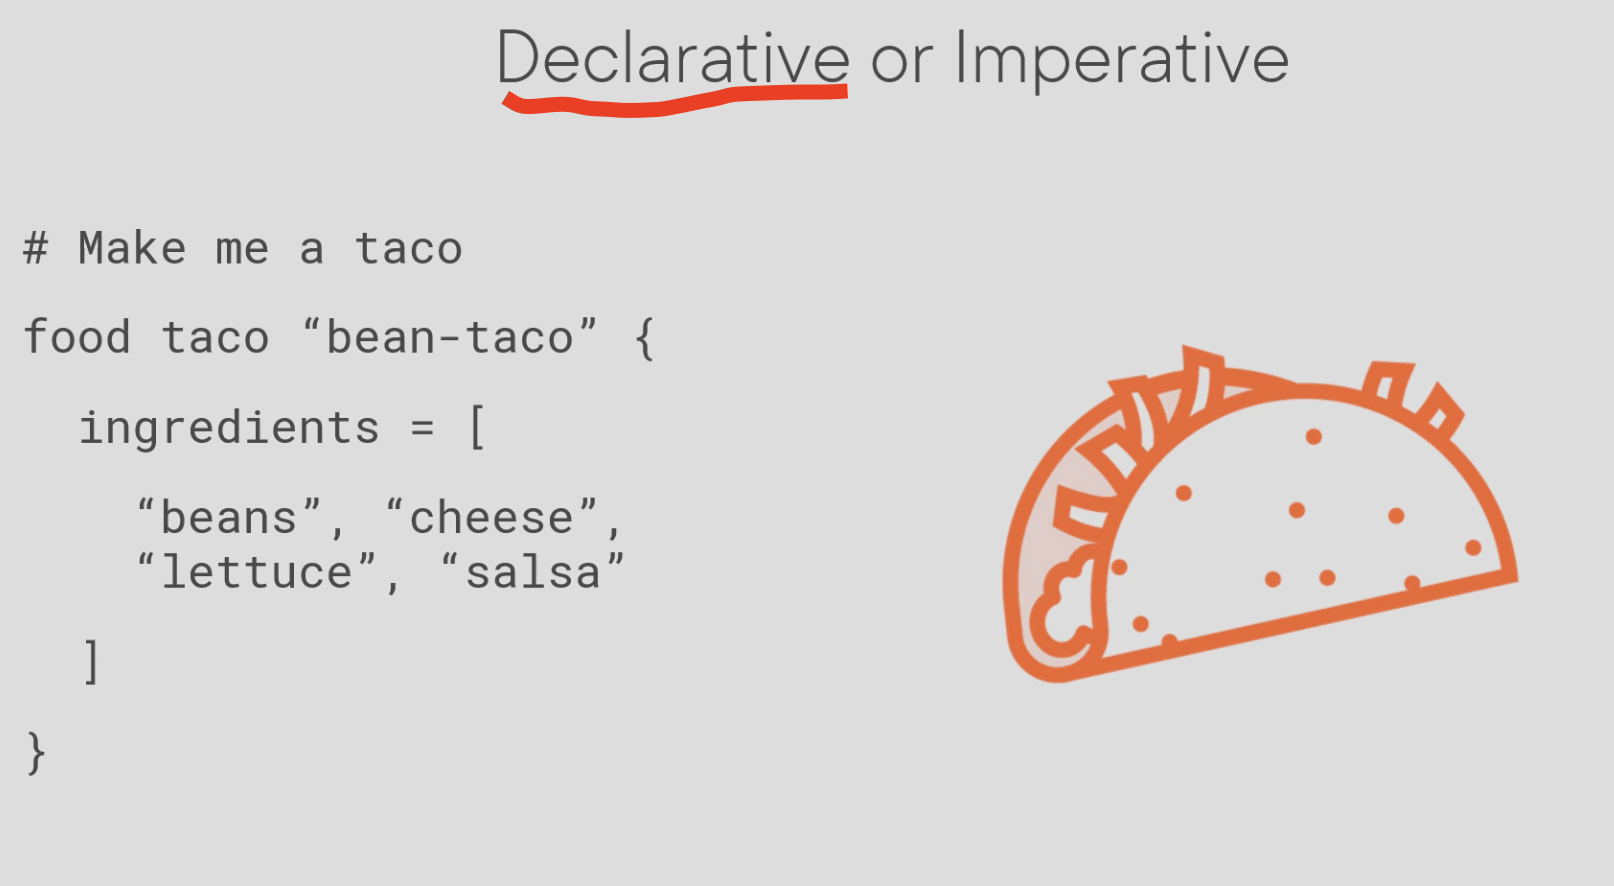 Declarative or Imperative
# Make me a taco
food taco “bean-taco” {
ingredients = [
“beans”, “cheese”,
“lettuce”, “salsa”
]
}